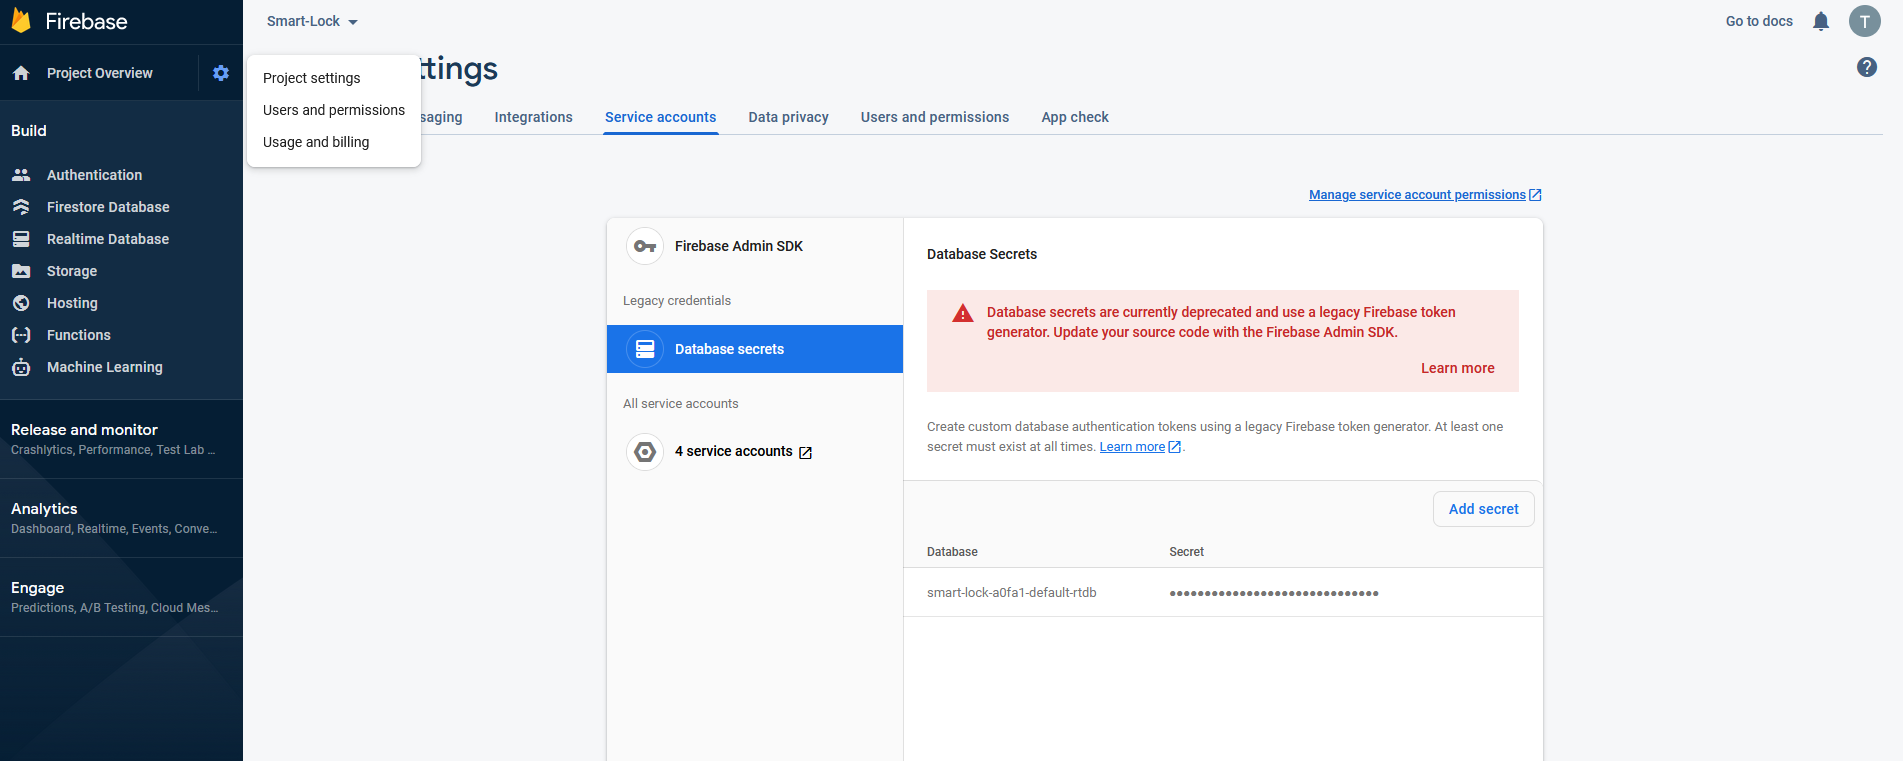 Firebase
Smart-Lock
Go to docs
T
Project Overview
Project settings
Users and permissions
Usage and billing
ttings
?
saging
Integrations
Service accounts
Data privacy
Users and permissions
App check
Build
Authentication
Firestore Database
Realtime Database
Storage
Hosting
Functions
Machine Learning
Release and monitor
Crashlytics, Performance, Test Lab ...
Analytics
Dashboard, Realtime, Events, Conve...
Engage
Predictions, A/B Testing, Cloud Mes...
Manage service account permissions
Firebase Admin SDK
Legacy credentials
Database secrets
All service accounts
4 service accounts
Database Secrets
Database secrets are currently deprecated and use a legacy Firebase token
generator. Update your source code with the Firebase Admin SDK.
Learn more
Create custom database authentication tokens using a legacy Firebase token generator. At least one
secret must exist at all times. Learn more .
Add secret
Database
Secret
smart-lock-a0fa1-default-rtdb
••••••••••••••••••••••••••••••